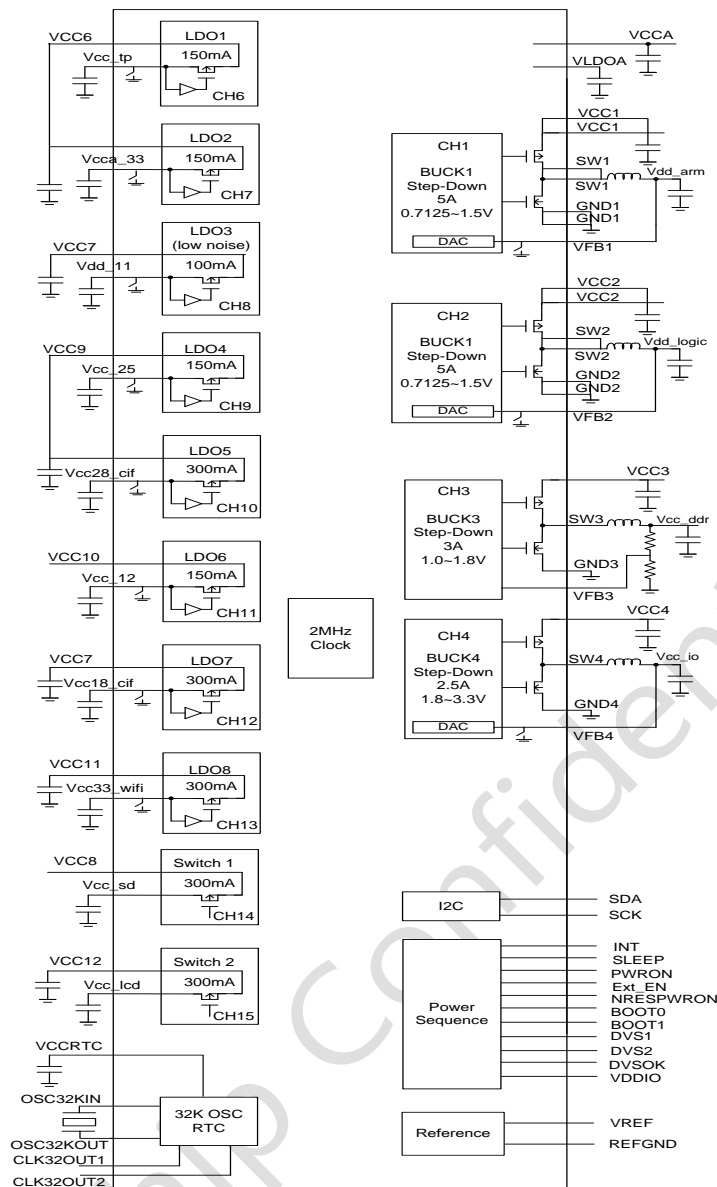 VCC6
LDO1
150mA
Vcc_tp
CH6
LDO2
150mA
Vcca_33
CH7
LDO3
(low noise)
VCC7
100mA
Vdd_11
CH8
VCC9
LDO4
150mA
Vcc_25
CH9
LDO5
300mA
Vcc28_cif
CH10
VCC10
LDO6
150mA
Vcc_12
CH11
VCC7
LDO7
300mA
Vcc18_cif
CH12
VCC11
LDO8
300mA
Vcc33_wifi
CH13
VCC8
Switch 1
300mA
Vcc_sd
CH14
VCC12
Switch 2
300mA
Vcc_lcd
CH15
VCCRTC
OSC32KIN
32K OSC
RTC
OSC32KOUT
CLK32OUT1
CLK32OUT2
2MHz
Clock
VCCA
VLDOA
VCC1
VCC1
CH1
BUCK1
Step-Down
5A
0.7125~1.5V
DAC
SW1
SW1
Vdd_arm
GND1
GND1
VFB1
VCC2
VCC2
CH2
BUCK1
Step-Down
5A
0.7125~1.5V
DAC
SW2
SW2
Vdd_logic
GND2
GND2
VFB2
VCC3
CH3
BUCK3
Step-Down
3A
1.0~1.8V
SW3
Vcc_ddr
GND3
VFB3
VCC4
CH4
BUCK4
Step-Down
2.5A
1.8~3.3V
DAC
SW4
Vcc_io
GND4
VFB4
I2C
SDA
SCK
Power
Sequence
INT
SLEEP
PWRON
Ext_EN
NRESPWRON
BOOT0
BOOT1
DVS1
DVS2
DVSOK
VDDIO
Reference
VREF
REFGND